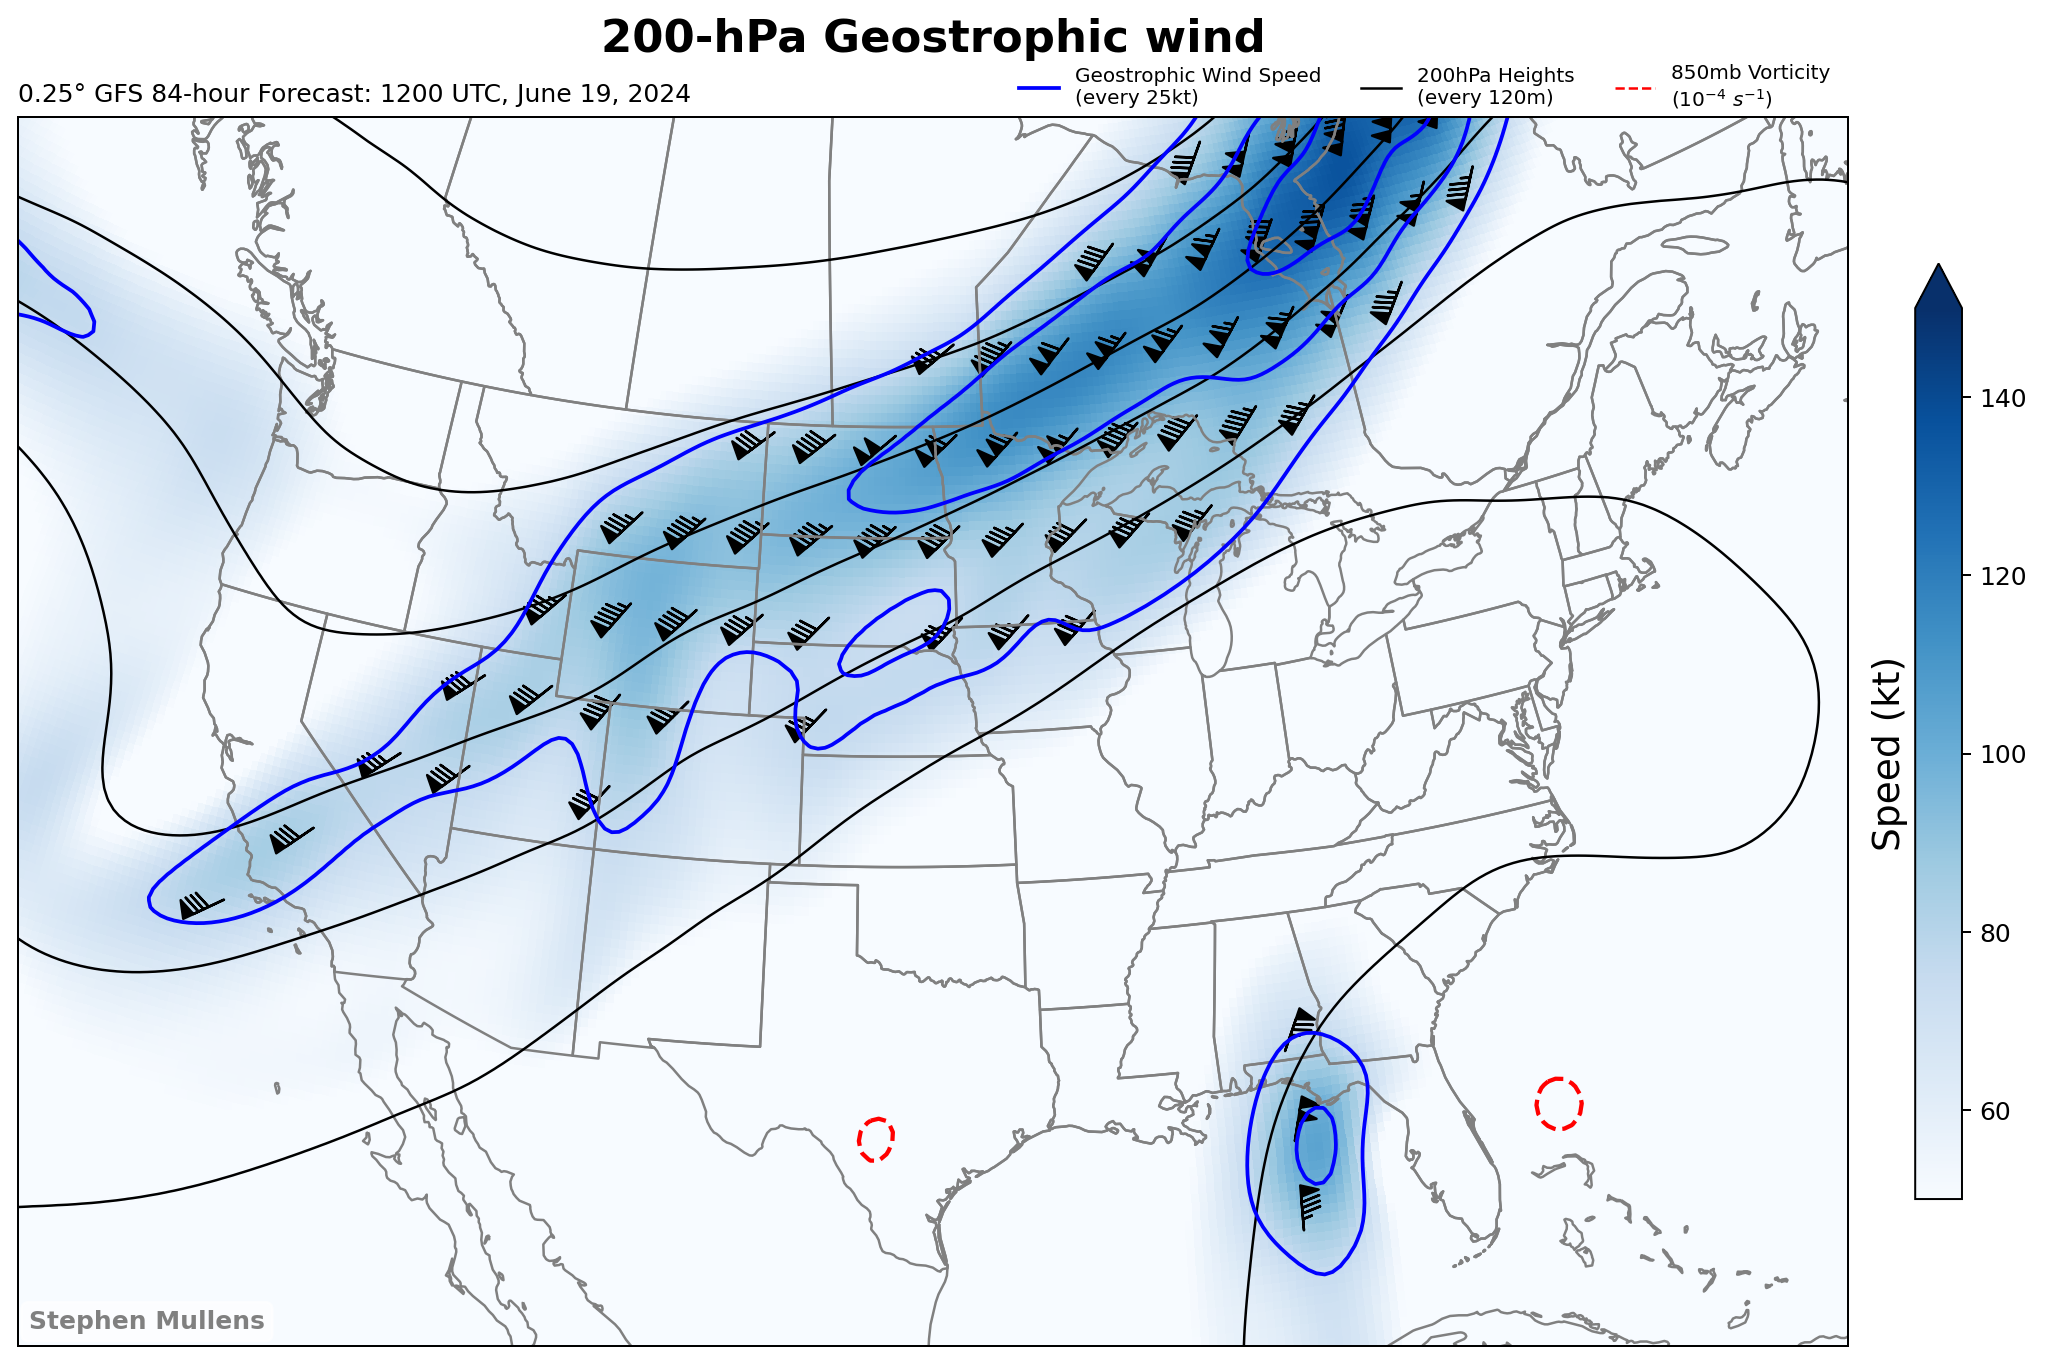 200-hPa Geostrophic wind
0.25° GFS 84-hour Forecast: 1200 UTC, June 19, 2024
Geostrophic Wind Speed
(every 25kt)
200hPa Heights
(every 120m)
850mb Vorticity
(10⁻⁴ s⁻¹)
140
120
100
80
60
Speed (kt)
Stephen Mullens